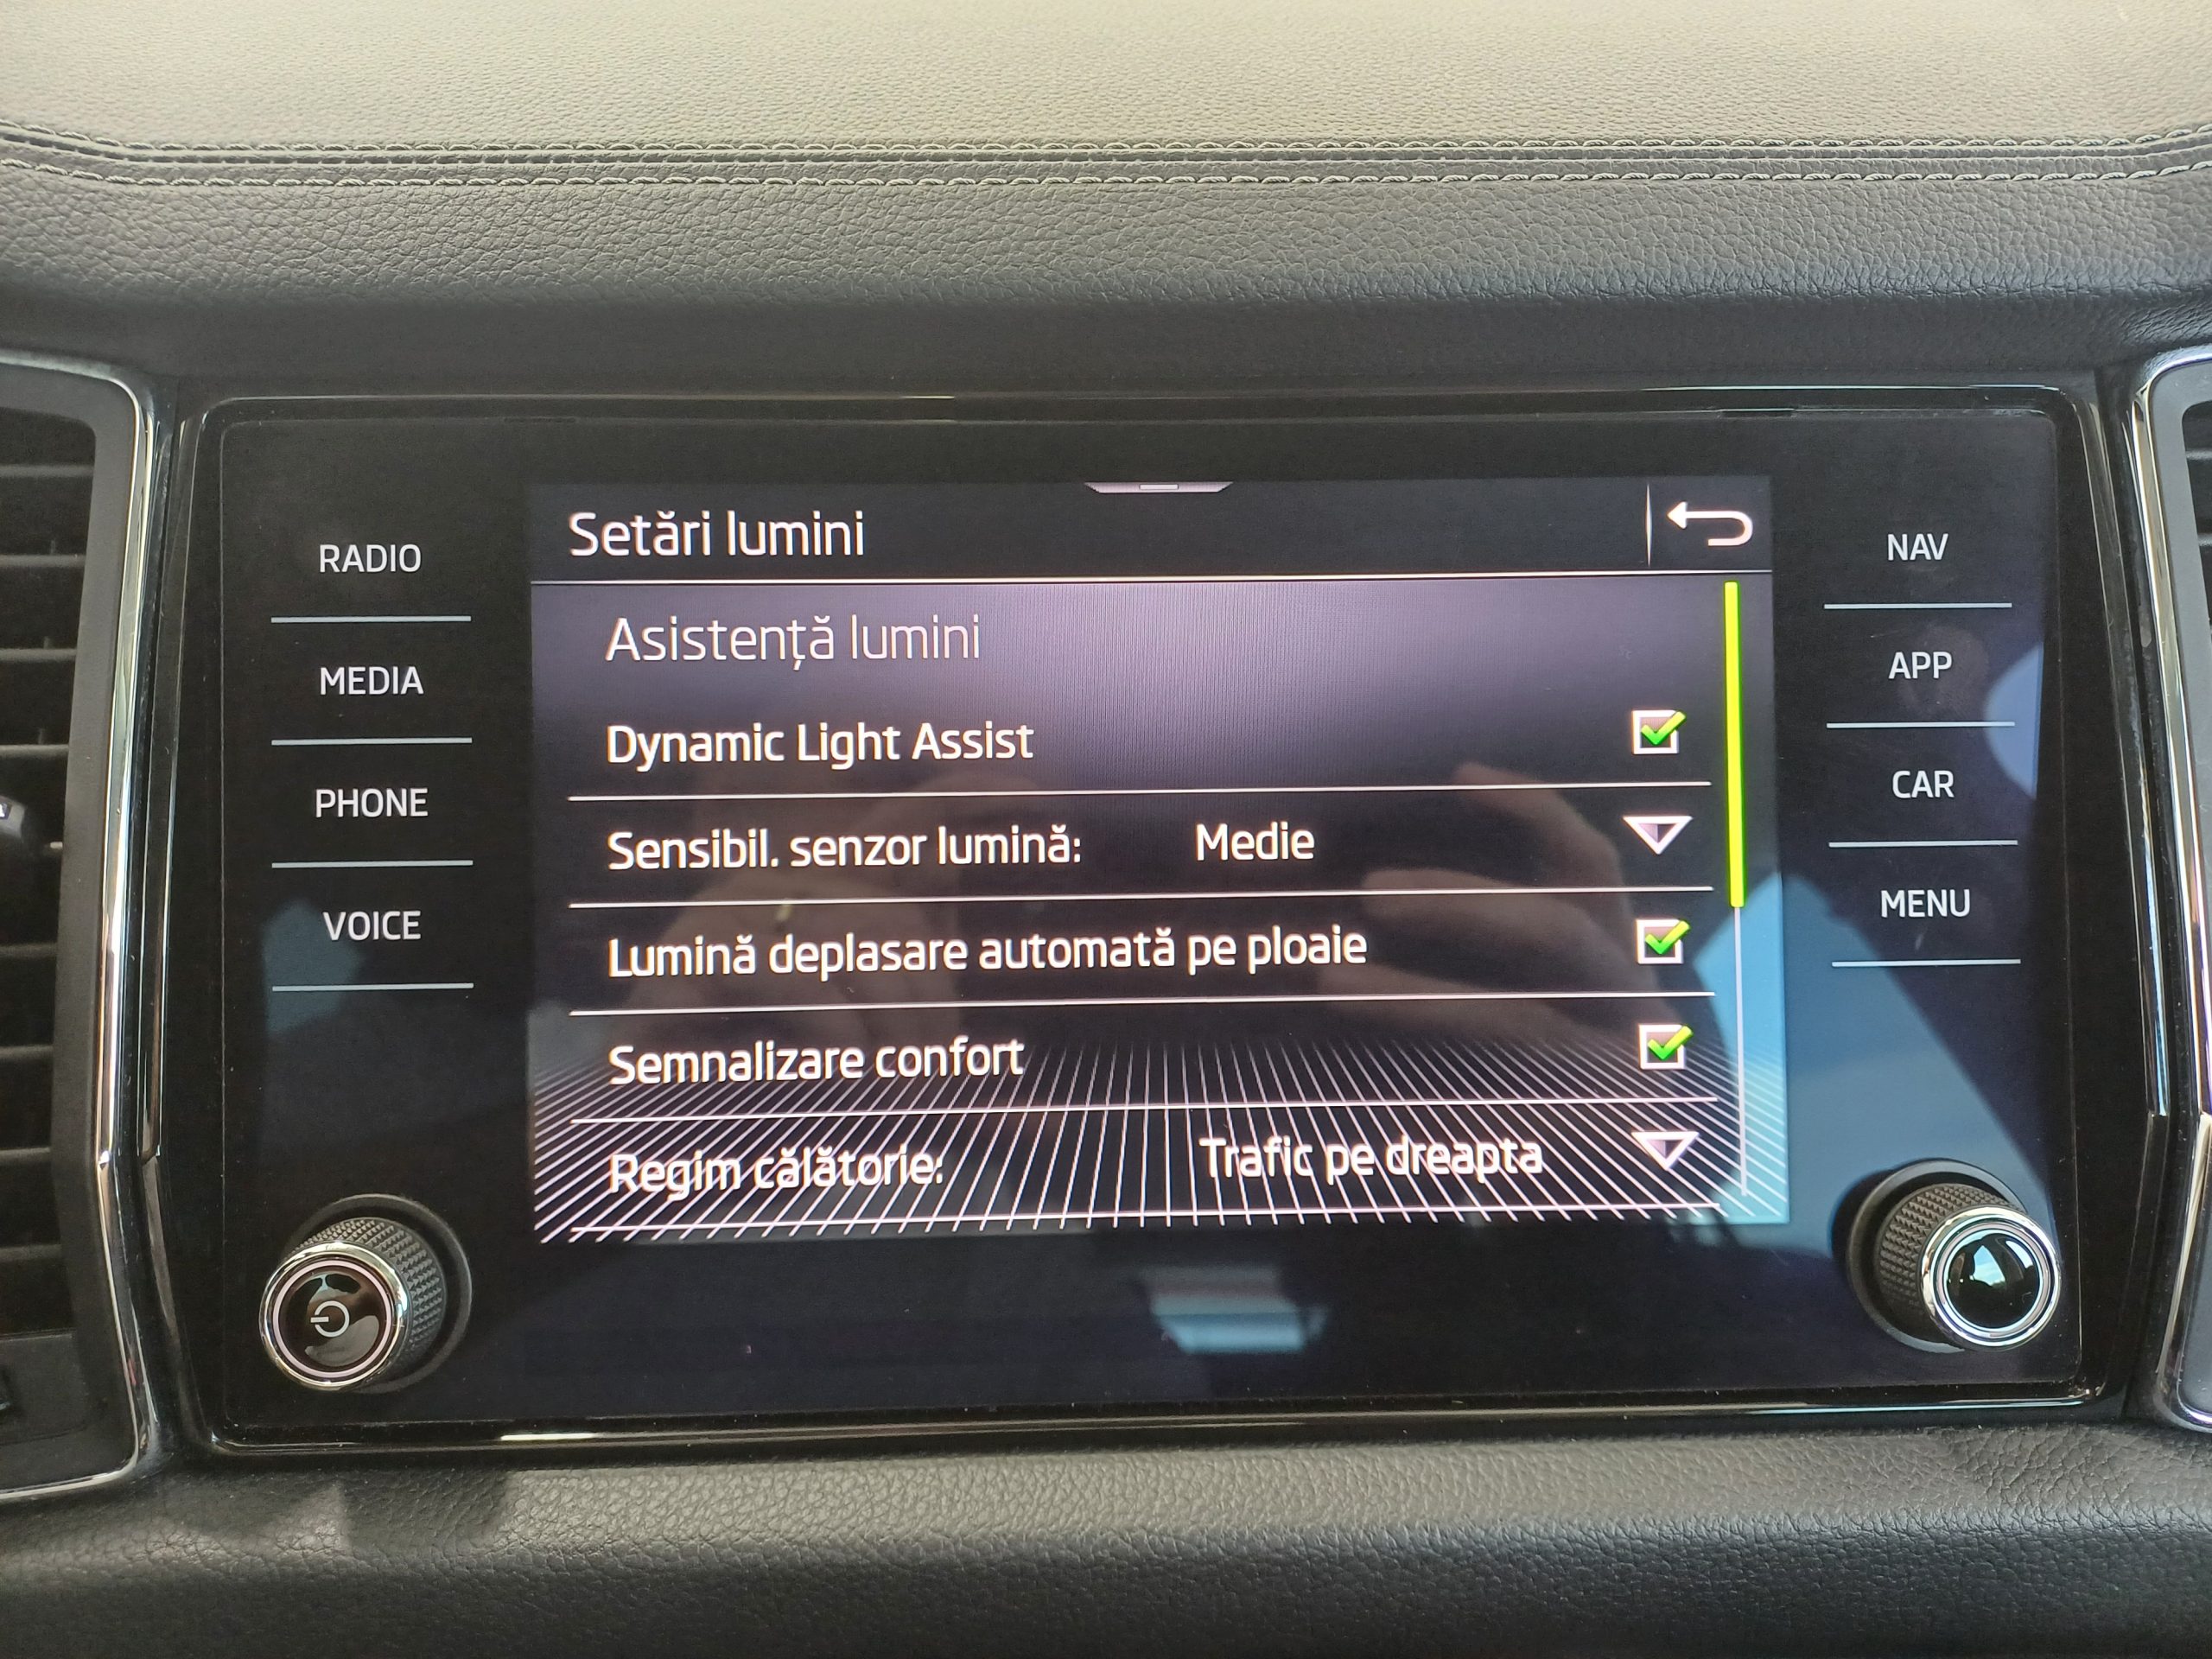 Setări lumini
Asistență lumini
Dynamic Light Assist
Sensibil. senzor lumină: Medie
Lumină deplasare automată pe ploaie
Semnalizare confort
Regim călătorie: Trafic pe dreapta
RADIO
MEDIA
PHONE
VOICE
NAV
APP
CAR
MENU